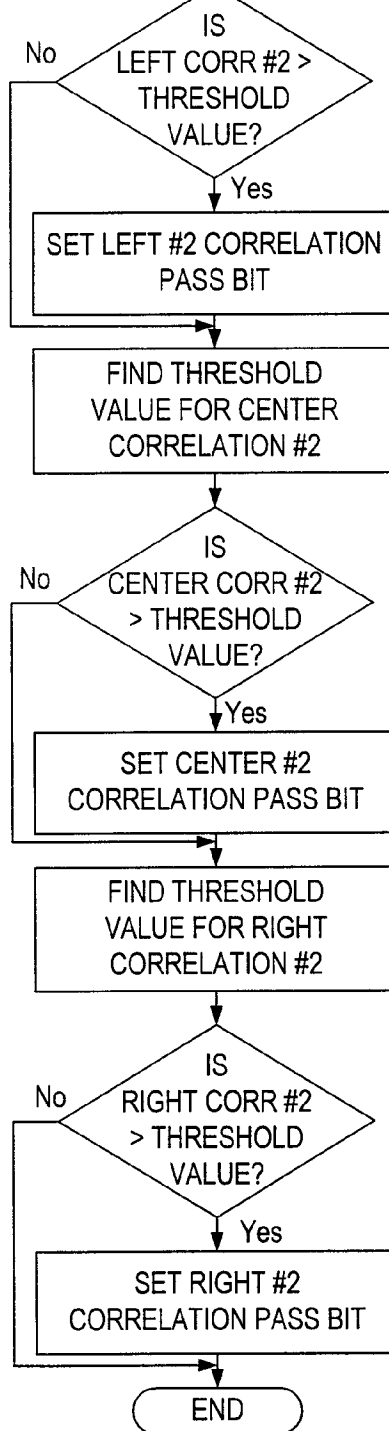 IS
LEFT CORR #2 >
THRESHOLD
VALUE?
No
Yes
SET LEFT #2 CORRELATION
PASS BIT
FIND THRESHOLD
VALUE FOR CENTER
CORRELATION #2
IS
CENTER CORR #2
> THRESHOLD
VALUE?
No
Yes
SET CENTER #2
CORRELATION PASS BIT
FIND THRESHOLD
VALUE FOR RIGHT
CORRELATION #2
IS
RIGHT CORR #2
> THRESHOLD
VALUE?
No
Yes
SET RIGHT #2
CORRELATION PASS BIT
END